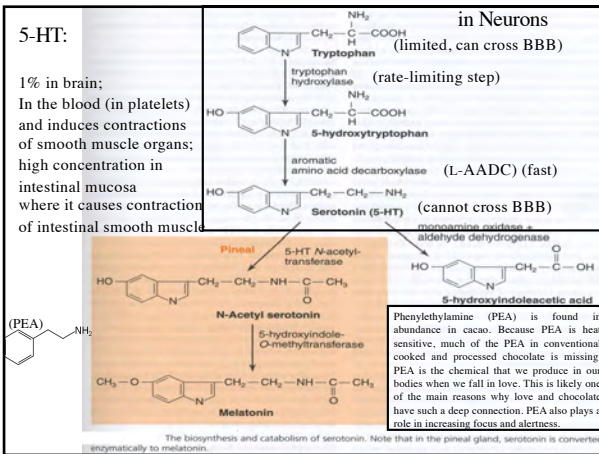 5-HT:
1% in brain;
In the blood (in platelets)
and induces contractions
of smooth muscle organs;
high concentration in
intestinal mucosa
where it causes contraction
of intestinal smooth muscle
in Neurons
NH₂
CH₂ — C — COOH
H
N
Tryptophan
(limited, can cross BBB)
tryptophan
hydroxylase
(rate-limiting step)
NH₂
HO
CH₂ — C — COOH
H
N
5-hydroxytryptophan
aromatic
amino acid decarboxylase
(L-AADC) (fast)
HO
CH₂ — CH₂ — NH₂
N
Serotonin (5-HT)
(cannot cross BBB)
monoamine oxidase +
aldehyde dehydrogenase
O
HO
CH₂ — C — OH
N
5-hydroxyindoleacetic acid
Pineal
5-HT N-acetyl-
transferase
HO
CH₂ — CH₂ — NH — C — CH₃
O
N
N-Acetyl serotonin
5-hydroxyindole-
O-methyltransferase
CH₃ — O
CH₂ — CH₂ — NH — C — CH₃
O
N
Melatonin
(PEA)
NH₂
Phenylethylamine (PEA) is found in
abundance in cacao. Because PEA is heat
sensitive, much of the PEA in conventional
cooked and processed chocolate is missing.
PEA is the chemical that we produce in our
bodies when we fall in love. This is likely one
of the main reasons why love and chocolate
have such a deep connection. PEA also plays a
role in increasing focus and alertness.
The biosynthesis and catabolism of serotonin. Note that in the pineal gland, serotonin is converted
enzymatically to melatonin.